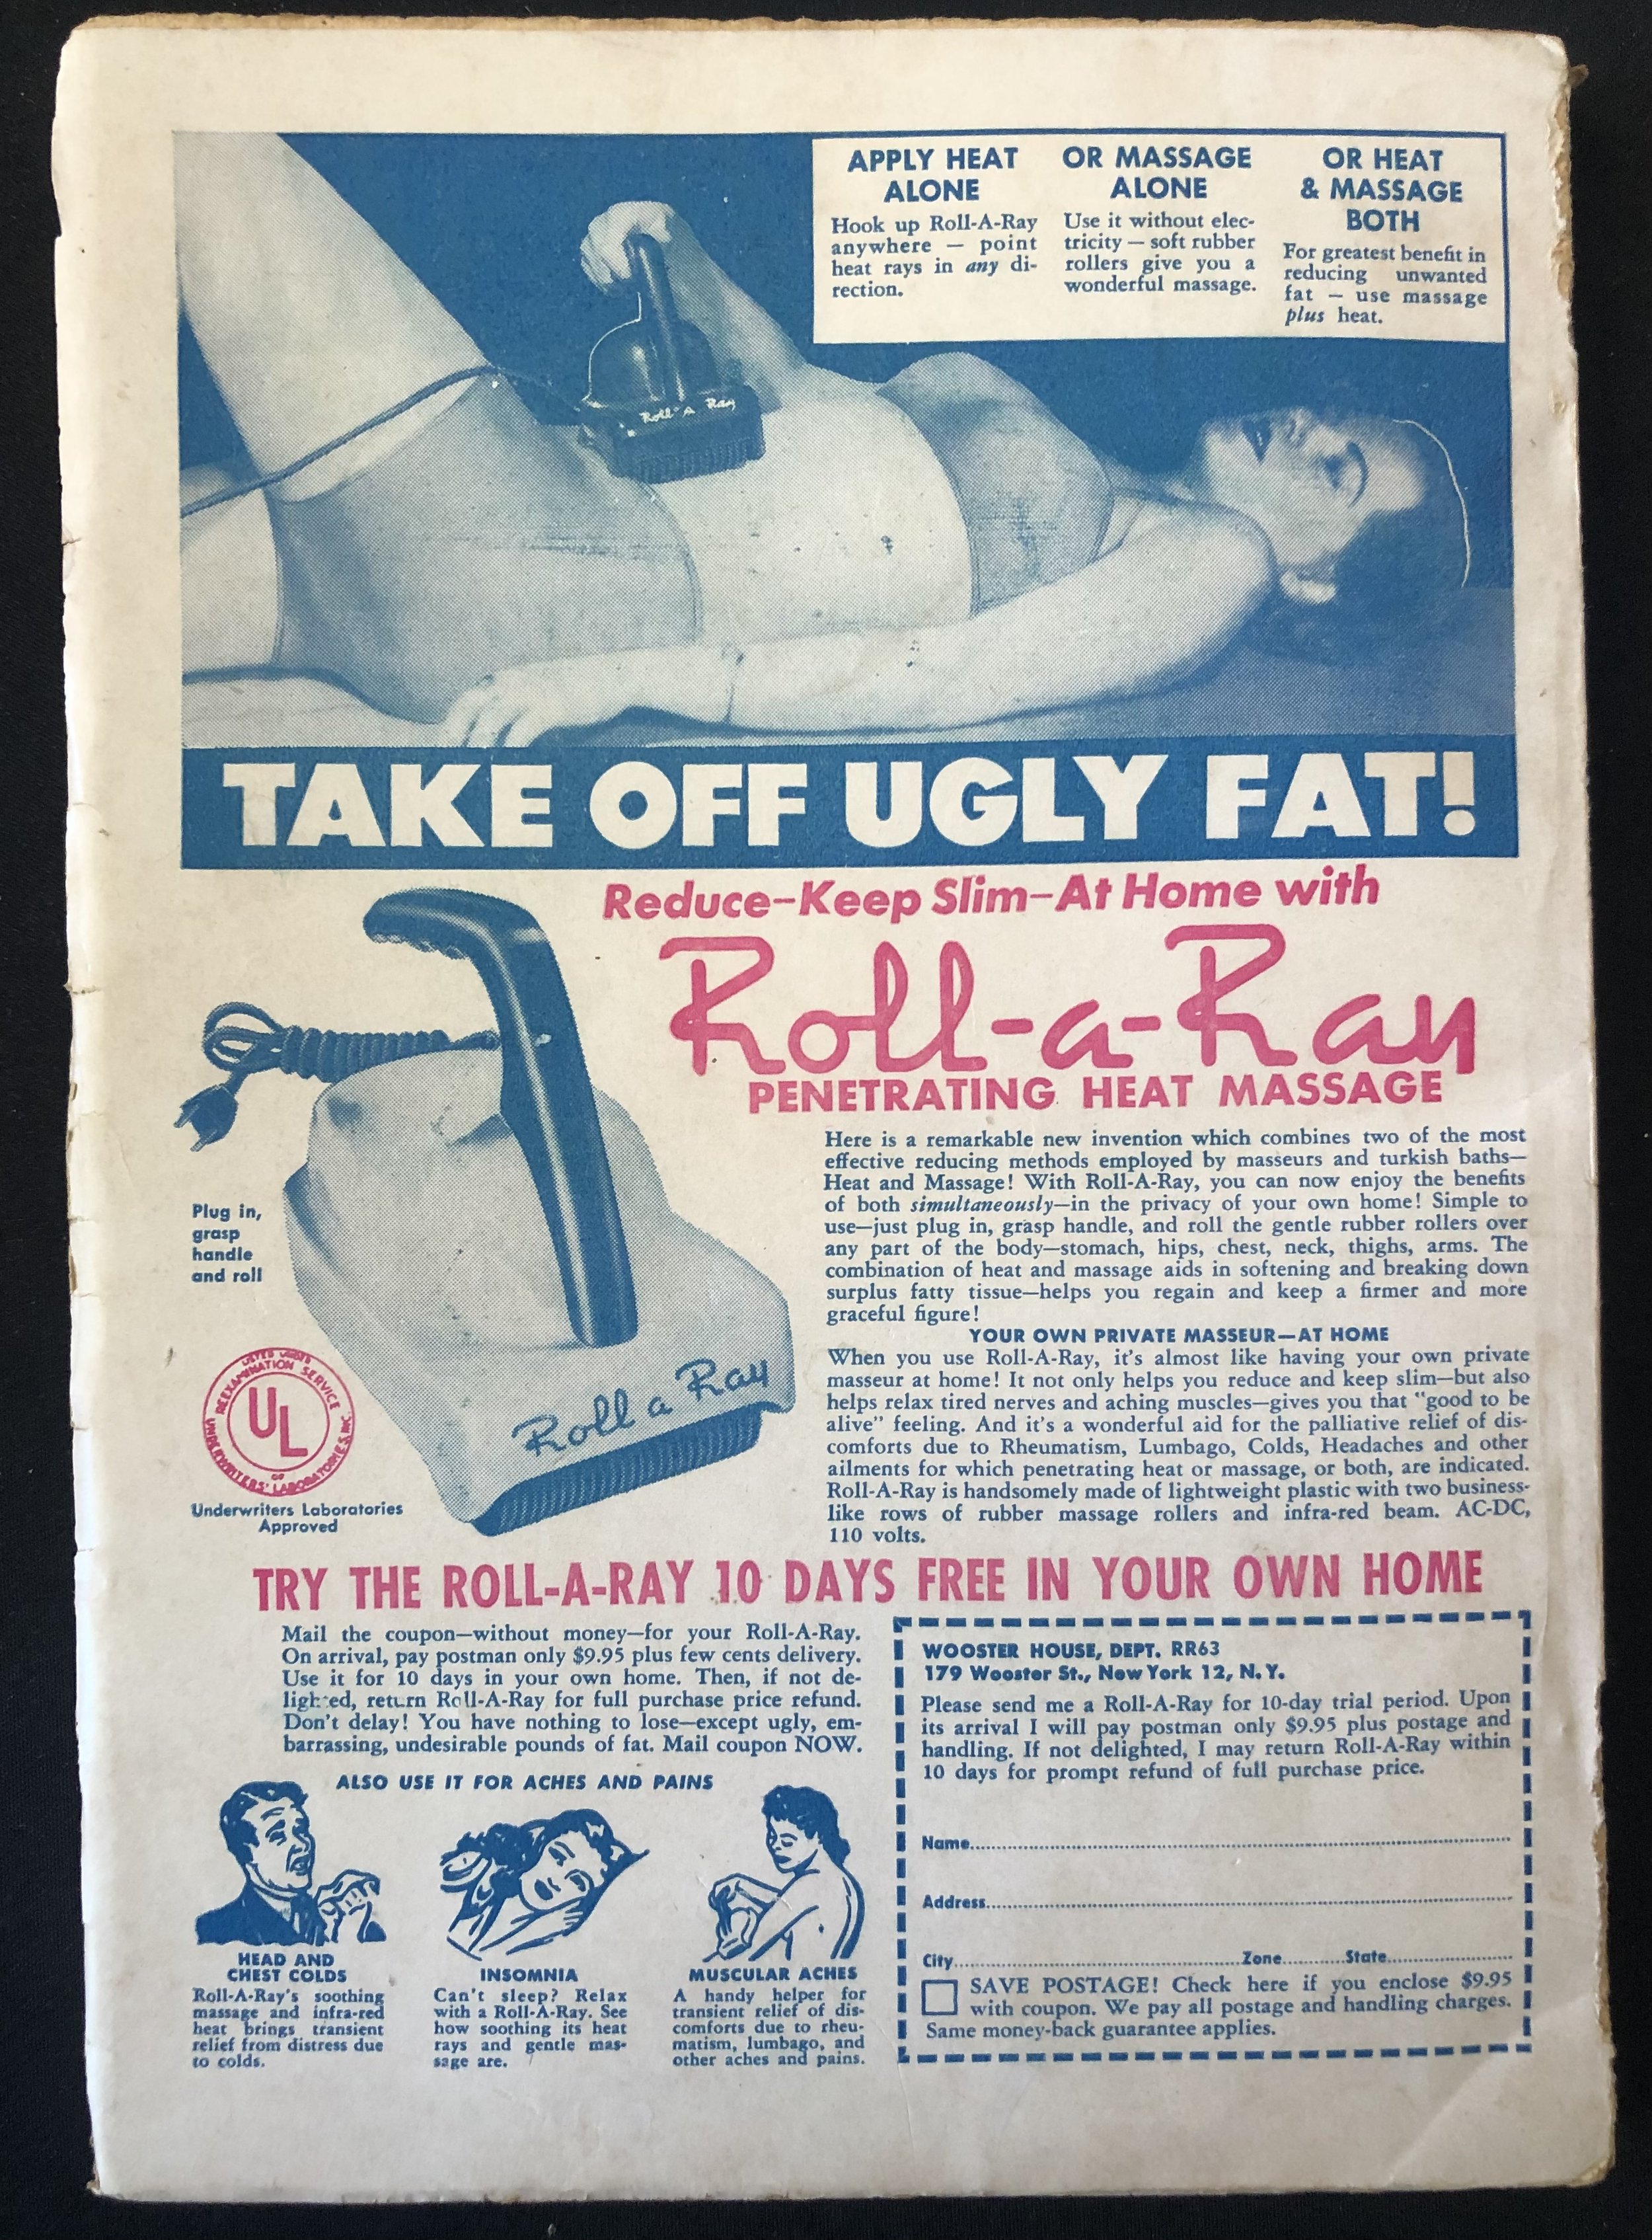 APPLY HEAT
ALONE
Hook up Roll-A-Ray
anywhere — point
heat rays in any di-
rection.
OR MASSAGE
ALONE
Use it without elec-
tricity — soft rubber
rollers give you a
wonderful massage.
OR HEAT
& MASSAGE
BOTH
For greatest benefit in
reducing unwanted
fat — use massage
plus heat.
Roll A Ray
TAKE OFF UGLY FAT!
Reduce–Keep Slim–At Home with
Roll-a-Ray
PENETRATING HEAT MASSAGE
Here is a remarkable new invention which combines two of the most
effective reducing methods employed by masseurs and turkish baths—
Heat and Massage! With Roll-A-Ray, you can now enjoy the benefits
of both simultaneously—in the privacy of your own home! Simple to
use—just plug in, grasp handle, and roll the gentle rubber rollers over
any part of the body—stomach, hips, chest, neck, thighs, arms. The
combination of heat and massage aids in softening and breaking down
surplus fatty tissue—helps you regain and keep a firmer and more
graceful figure!
YOUR OWN PRIVATE MASSEUR—AT HOME
When you use Roll-A-Ray, it's almost like having your own private
masseur at home! It not only helps you reduce and keep slim—but also
helps relax tired nerves and aching muscles—gives you that "good to be
alive" feeling. And it's a wonderful aid for the palliative relief of dis-
comforts due to Rheumatism, Lumbago, Colds, Headaches and other
ailments for which penetrating heat or massage, or both, are indicated.
Roll-A-Ray is handsomely made of lightweight plastic with two business-
like rows of rubber massage rollers and infra-red beam. AC-DC,
110 volts.
Plug in,
grasp
handle
and roll
Roll a Ray
LISTED UNDER
REEXAMINATION SERVICE
UL
OF
UNDERWRITERS' LABORATORIES, INC.
Underwriters Laboratories
Approved
TRY THE ROLL-A-RAY 10 DAYS FREE IN YOUR OWN HOME
Mail the coupon—without money—for your Roll-A-Ray.
On arrival, pay postman only $9.95 plus few cents delivery.
Use it for 10 days in your own home. Then, if not de-
lighted, return Roll-A-Ray for full purchase price refund.
Don't delay! You have nothing to lose—except ugly, em-
barrassing, undesirable pounds of fat. Mail coupon NOW.
ALSO USE IT FOR ACHES AND PAINS
HEAD AND
CHEST COLDS
Roll-A-Ray's soothing
massage and infra-red
heat brings transient
relief from distress due
to colds.
INSOMNIA
Can't sleep? Relax
with a Roll-A-Ray. See
how soothing its heat
rays and gentle mas-
sage are.
MUSCULAR ACHES
A handy helper for
transient relief of dis-
comforts due to rheu-
matism, lumbago, and
other aches and pains.
WOOSTER HOUSE, DEPT. RR63
179 Wooster St., New York 12, N.Y.
Please send me a Roll-A-Ray for 10-day trial period. Upon
its arrival I will pay postman only $9.95 plus postage and
handling. If not delighted, I may return Roll-A-Ray within
10 days for prompt refund of full purchase price.
Name
Address
City Zone State
SAVE POSTAGE! Check here if you enclose $9.95
with coupon. We pay all postage and handling charges.
Same money-back guarantee applies.